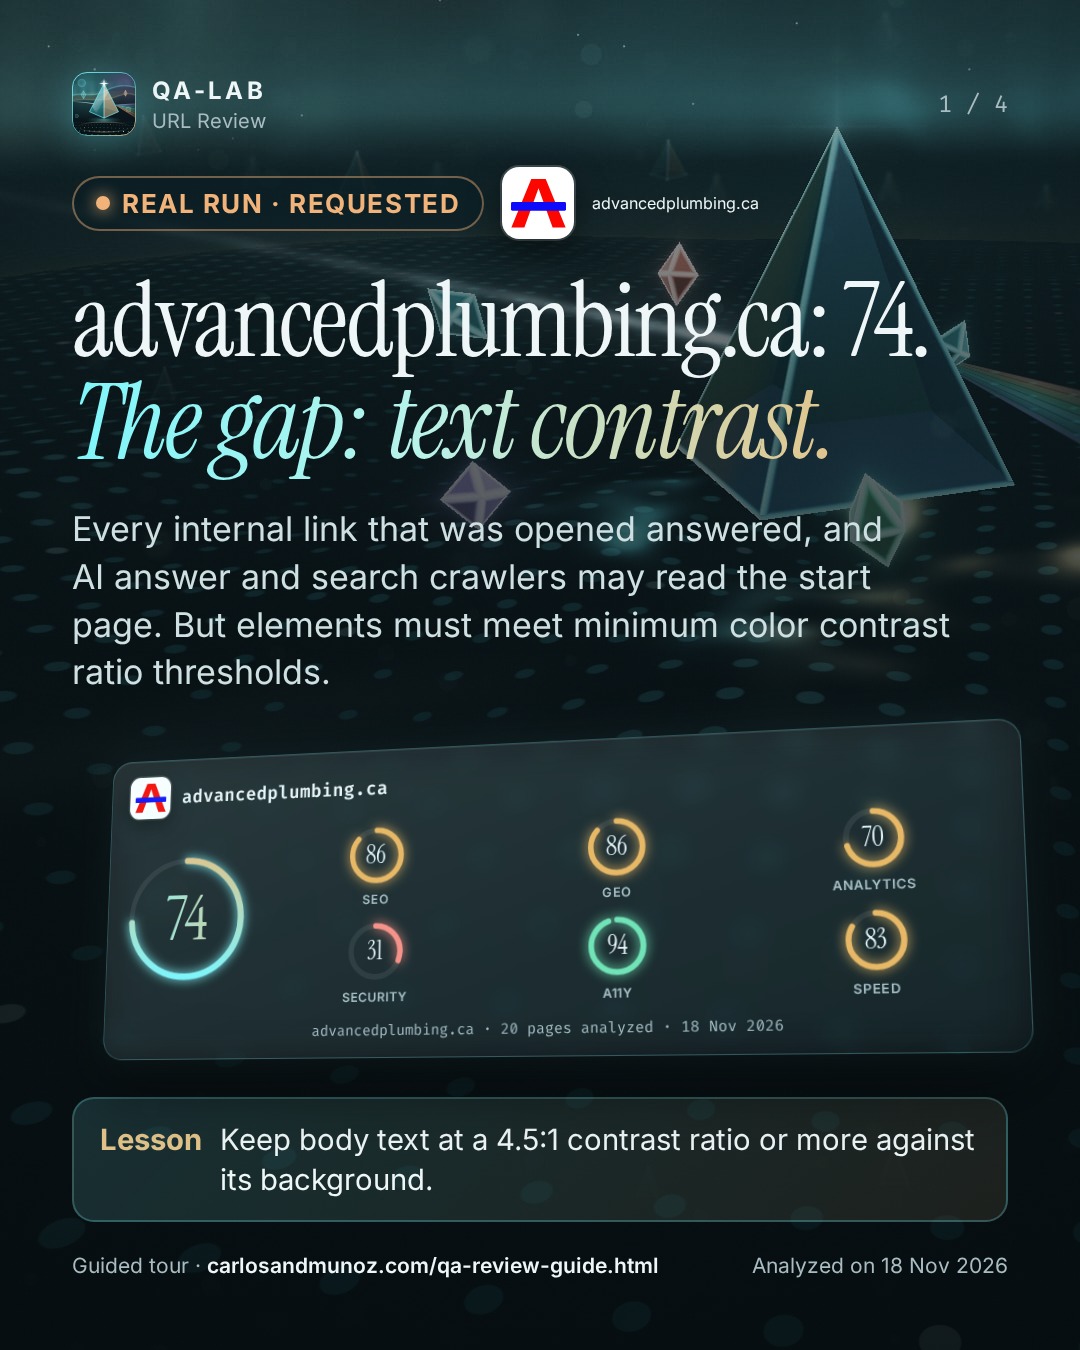 QA-LAB
URL Review
1 / 4
REAL RUN · REQUESTED
A
advancedplumbing.ca
advancedplumbing.ca: 74.
The gap: text contrast.
Every internal link that was opened answered, and
AI answer and search crawlers may read the start
page. But elements must meet minimum color contrast
ratio thresholds.
A
advancedplumbing.ca
74
86
SEO
86
GEO
70
ANALYTICS
31
SECURITY
94
A11Y
83
SPEED
advancedplumbing.ca · 20 pages analyzed · 18 Nov 2026
Lesson Keep body text at a 4.5:1 contrast ratio or more against
its background.
Guided tour · carlosandmunoz.com/qa-review-guide.html
Analyzed on 18 Nov 2026